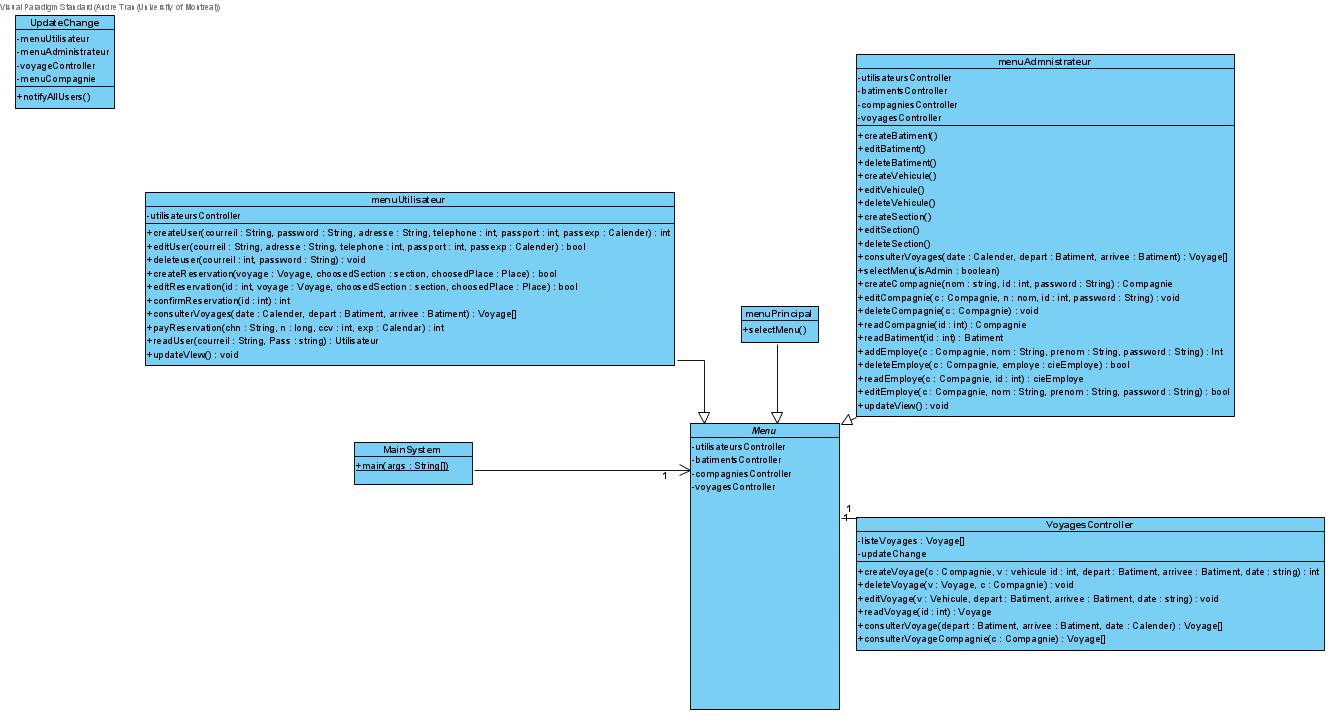 Visual Paradigm Standard (Andre Tran (University of Montreal))
UpdateChange
-menuUtilisateur
-menuAdministrateur
-voyageController
-menuCompagnie
+notifyAllUsers()
menuAdmnistrateur
-utilisateursController
-batimentsController
-compagniesController
-voyagesController
+createBatiment()
+editBatiment()
+deleteBatiment()
+createVehicule()
+editVehicule()
+deleteVehicule()
+createSection()
+editSection()
+deleteSection()
+consulterVoyages(date : Calender, depart : Batiment, arrivee : Batiment) : Voyage[]
+selectMenu(isAdmin : boolean)
+createCompagnie(nom : string, id : int, password : String) : Compagnie
+editCompagnie(c : Compagnie, n : nom, id : int, password : String) : void
+deleteCompagnie(c : Compagnie) : void
+readCompagnie(id : int) : Compagnie
+readBatiment(id : int) : Batiment
+addEmploye(c : Compagnie, nom : String, prenom : String, password : String) : Int
+deleteEmploye(c : Compagnie, employe : cieEmploye) : bool
+readEmploye(c : Compagnie, id : int) : cieEmploye
+editEmploye(c : Compagnie, nom : String, prenom : String, password : String) : bool
+updateView() : void
menuUtilisateur
-utilisateursController
+createUser(courreil : String, password : String, adresse : String, telephone : int, passport : int, passexp : Calender) : int
+editUser(courreil : String, adresse : String, telephone : int, passport : int, passexp : Calender) : bool
+deleteuser(courreil : int, password : String) : void
+createReservation(voyage : Voyage, choosedSection : section, choosedPlace : Place) : bool
+editReservation(id : int, voyage : Voyage, choosedSection : section, choosedPlace : Place) : bool
+confirmReservation(id : int) : int
+consulterVoyages(date : Calender, depart : Batiment, arrivee : Batiment) : Voyage[]
+payReservation(chn : String, n : long, ccv : int, exp : Calendar) : int
+readUser(courreil : String, Pass : string) : Utilisateur
+updateVIew() : void
menuPrincipal
+selectMenu()
Menu
-utilisateursController
-batimentsController
-compagniesController
-voyagesController
MainSystem
+main(args : String[])
1
1
1
VoyagesController
-listeVoyages : Voyage[]
-updateChange
+createVoyage(c : Compagnie, v : vehicule id : int, depart : Batiment, arrivee : Batiment, date : string) : int
+deleteVoyage(v : Voyage, c : Compagnie) : void
+editVoyage(v : Vehicule, depart : Batiment, arrivee : Batiment, date : string) : void
+readVoyage(id : int) : Voyage
+consulterVoyage(depart : Batiment, arrivee : Batiment, date : Calender) : Voyage[]
+consulterVoyageCompagnie(c : Compagnie) : Voyage[]